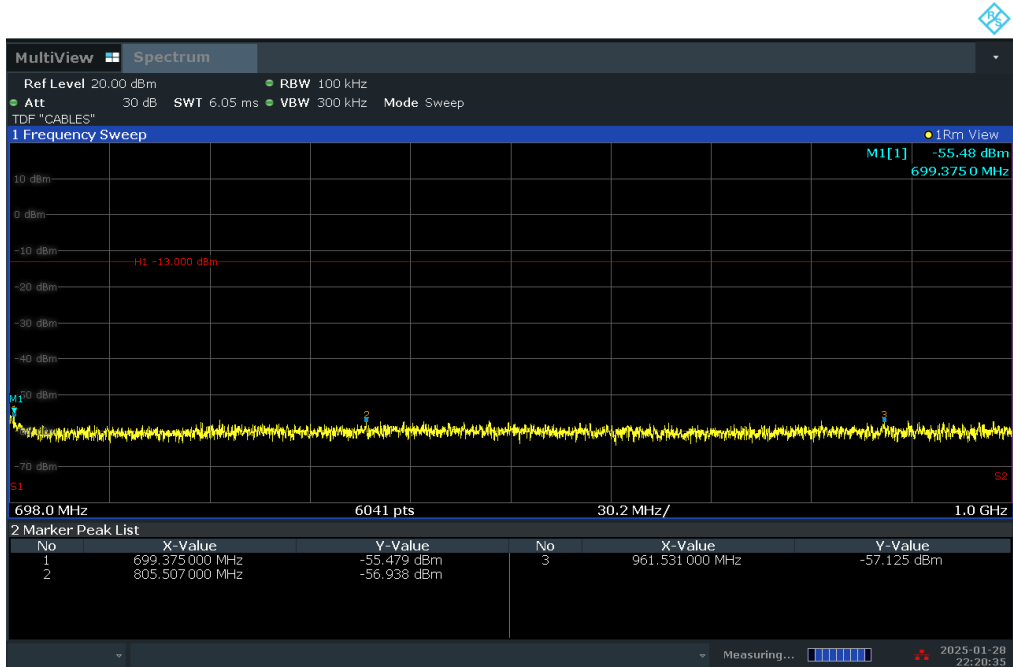 R&S
MultiView Spectrum
Ref Level 20.00 dBm RBW 100 kHz
Att 30 dB SWT 6.05 ms VBW 300 kHz Mode Sweep
TDF "CABLES"
1 Frequency Sweep 1Rm View
M1[1] -55.48 dBm
699.3750 MHz
10 dBm
0 dBm
-10 dBm
H1 -13.000 dBm
-20 dBm
-30 dBm
-40 dBm
M1
2
3
-70 dBm
S1
S2
698.0 MHz 6041 pts 30.2 MHz/ 1.0 GHz
2 Marker Peak List
No X-Value Y-Value No X-Value Y-Value
1 699.375000 MHz -55.479 dBm 3 961.531000 MHz -57.125 dBm
2 805.507000 MHz -56.938 dBm
Measuring...
2025-01-28
22:20:35